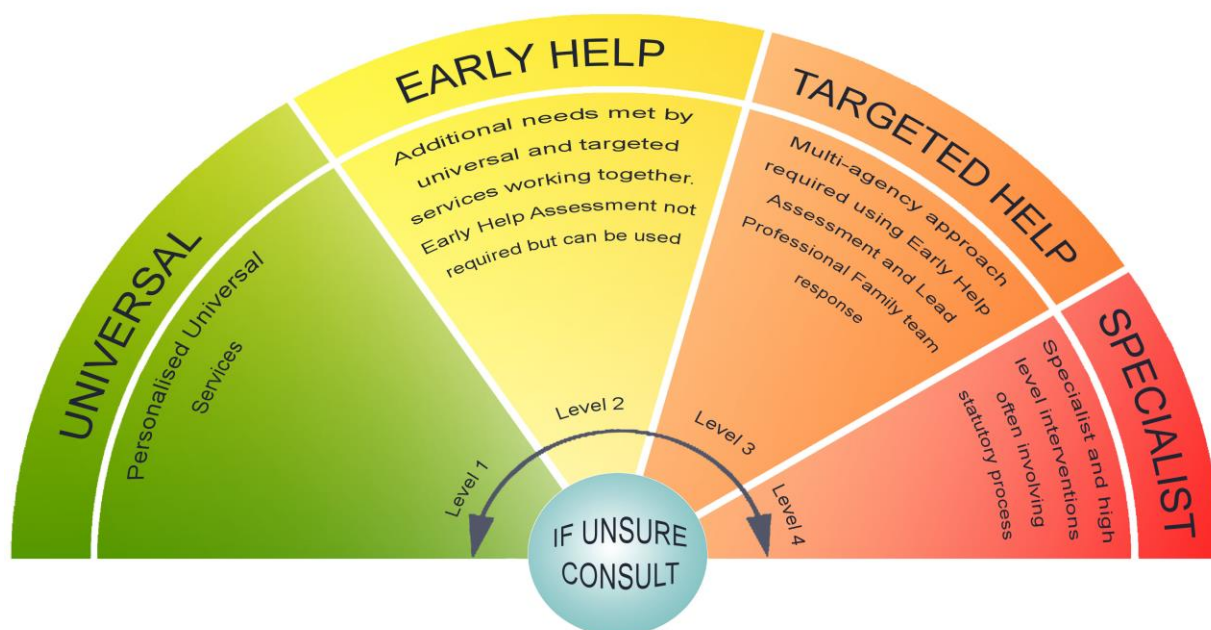 UNIVERSAL
Personalised Universal
Services
Level 1
EARLY HELP
Additional needs met by
universal and targeted
services working together.
Early Help Assessment not
required but can be used
Level 2
TARGETED HELP
Multi-agency approach
required using Early Help
Assessment and Lead
Professional Family team
response
Level 3
SPECIALIST
Specialist and high
level interventions
often involving
statutory process
Level 4
IF UNSURE
CONSULT